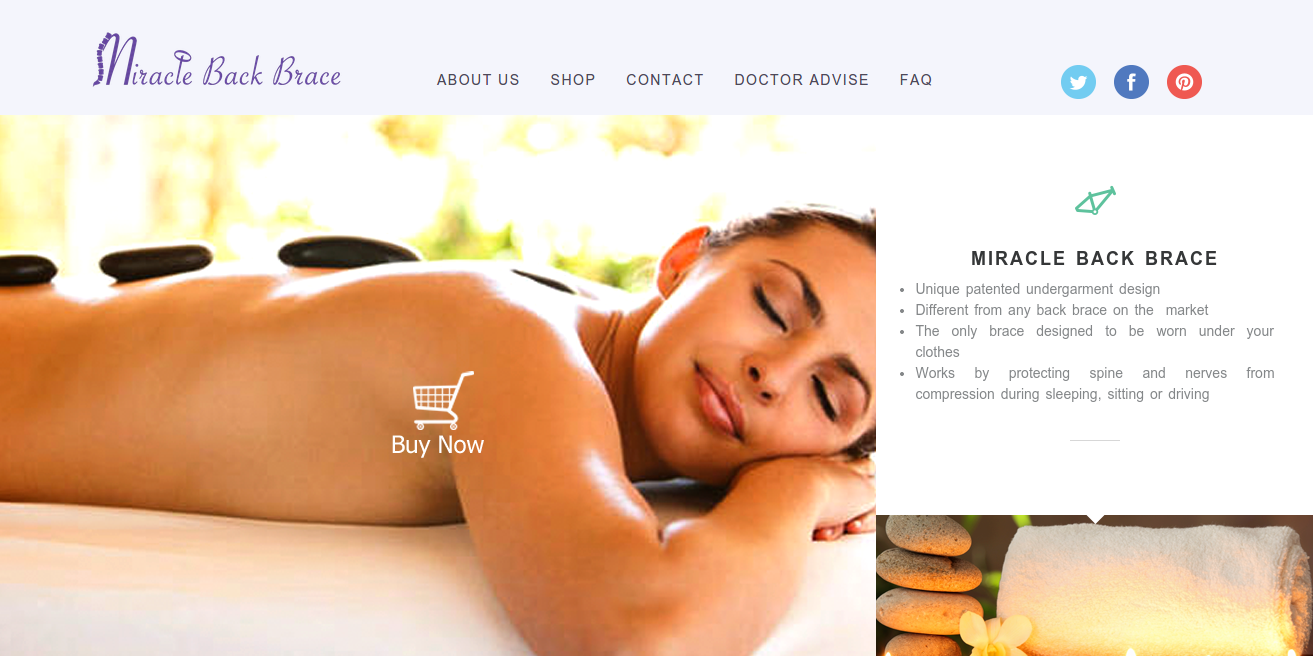 Miracle Back Brace
ABOUT US SHOP CONTACT DOCTOR ADVISE FAQ
Buy Now
MIRACLE BACK BRACE
• Unique patented undergarment design
• Different from any back brace on the market
• The only brace designed to be worn under your
clothes
• Works by protecting spine and nerves from
compression during sleeping, sitting or driving